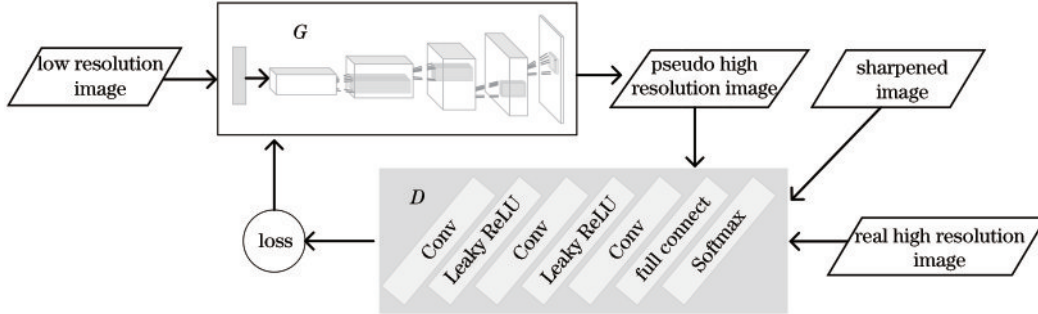 G
low resolution
image
pseudo high
resolution image
sharpened
image
D
Conv
Leaky ReLU
Conv
Leaky ReLU
Conv
full connect
Softmax
loss
real high resolution
image